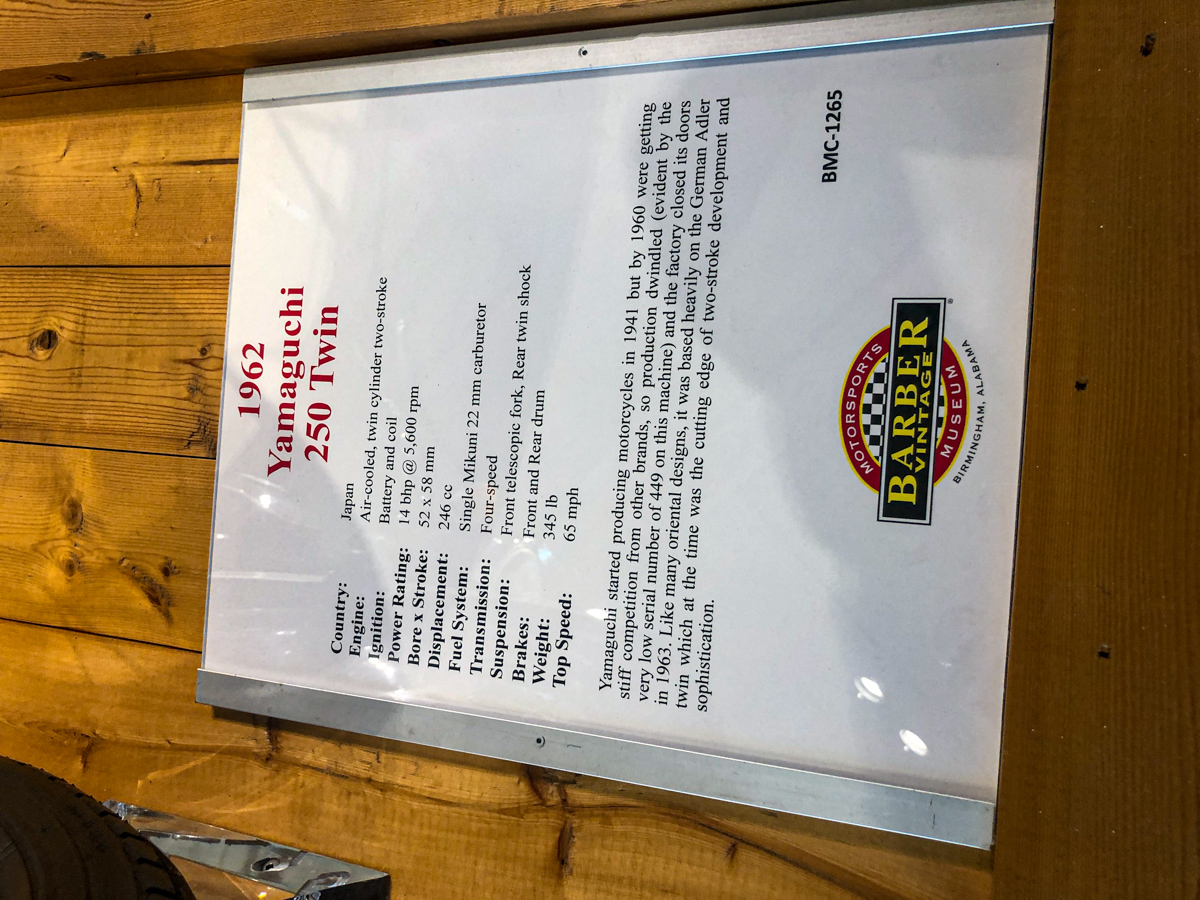 1962
Yamaguchi
250 Twin
Country: Japan
Engine: Air-cooled, twin cylinder two-stroke
Ignition: Battery and coil
Power Rating: 14 bhp @ 5,600 rpm
Bore x Stroke: 52 x 58 mm
Displacement: 246 cc
Fuel System: Single Mikuni 22 mm carburetor
Transmission: Four-speed
Suspension: Front telescopic fork, Rear twin shock
Brakes: Front and Rear drum
Weight: 345 lb
Top Speed: 65 mph
Yamaguchi started producing motorcycles in 1941 but by 1960 were getting
stiff competition from other brands, so production dwindled (evident by the
very low serial number of 449 on this machine) and the factory closed its doors
in 1963. Like many oriental designs, it was based heavily on the German Adler
twin which at the time was the cutting edge of two-stroke development and
sophistication.
BMC-1265
MOTORSPORTS
BARBER
VINTAGE
MUSEUM
®
BIRMINGHAM, ALABAMA